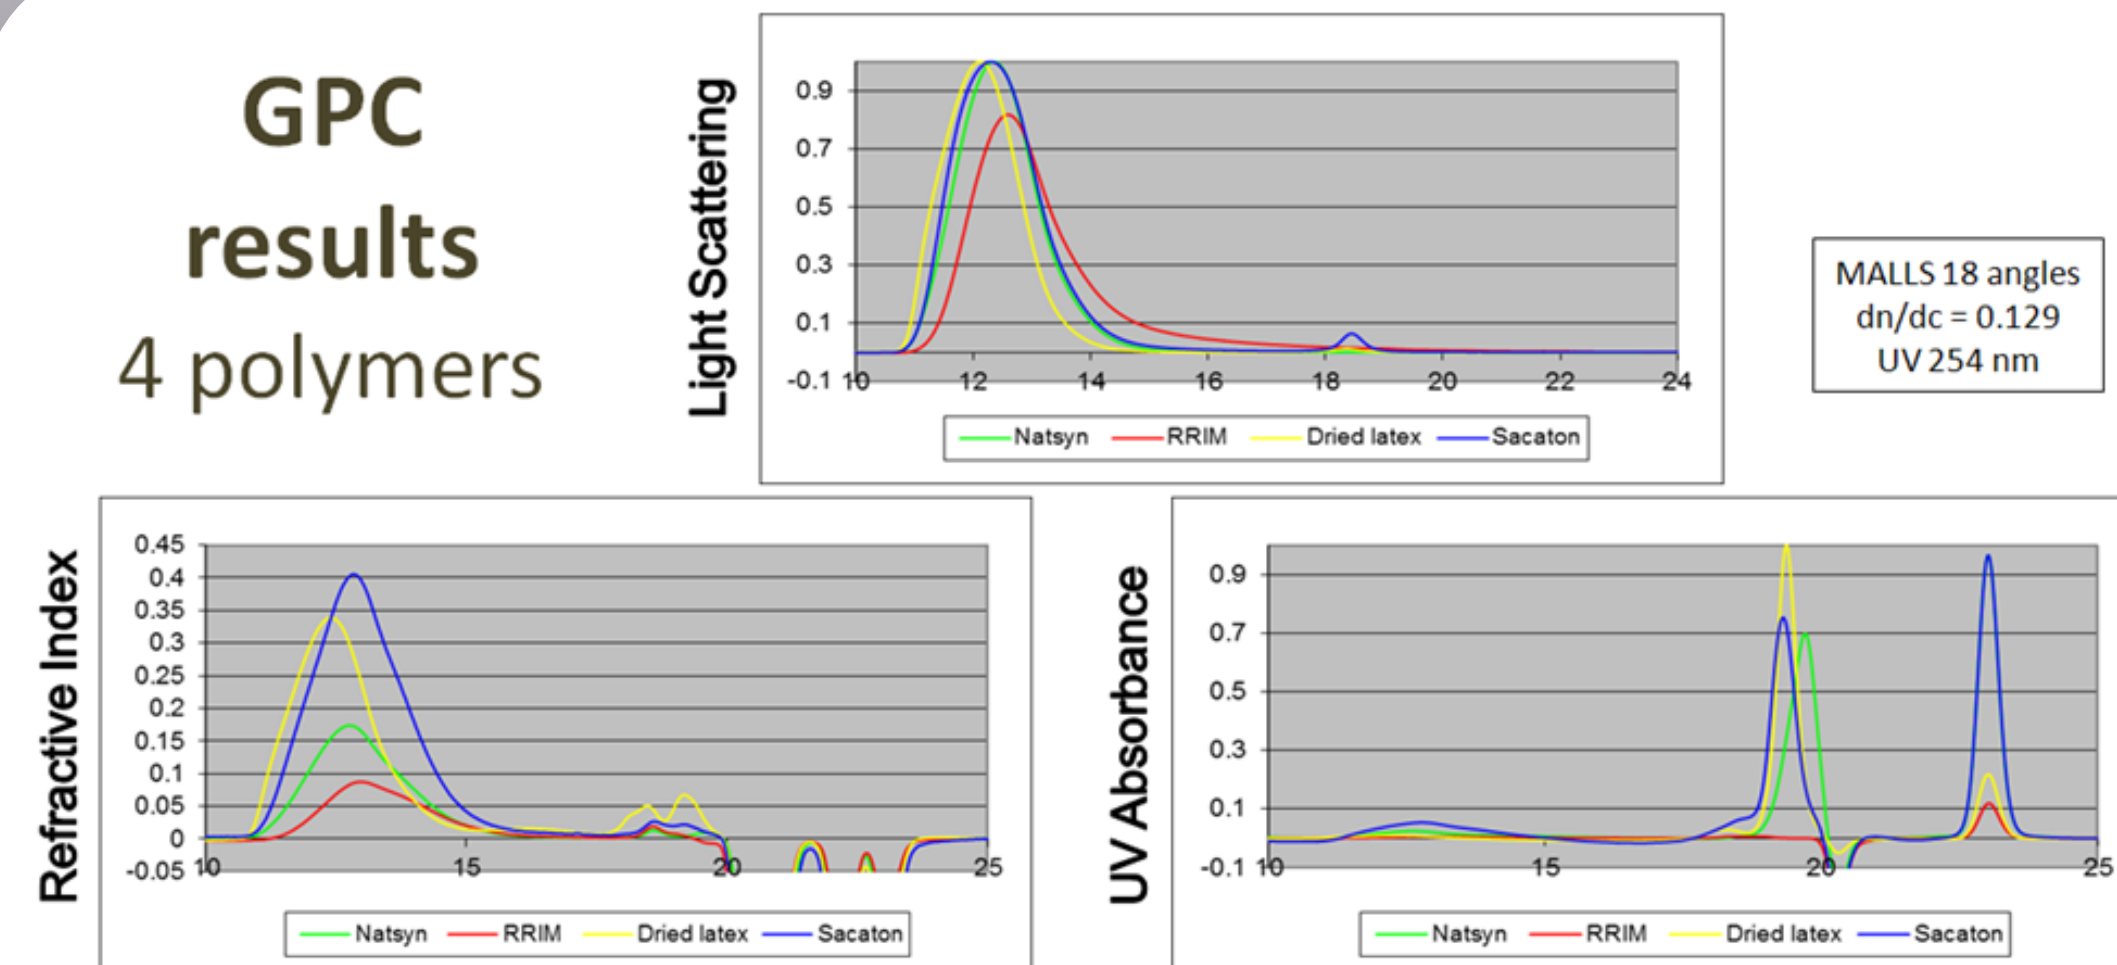 GPC
results
4 polymers
Light Scattering
0.9
0.7
0.5
0.3
0.1
-0.1
10 12 14 16 18 20 22 24
Natsyn RRIM Dried latex Sacaton
MALLS 18 angles
dn/dc = 0.129
UV 254 nm
Refractive Index
0.45
0.4
0.35
0.3
0.25
0.2
0.15
0.1
0.05
0
-0.05
10 15 20 25
Natsyn RRIM Dried latex Sacaton
UV Absorbance
0.9
0.7
0.5
0.3
0.1
-0.1
10 15 20 25
Natsyn RRIM Dried latex Sacaton